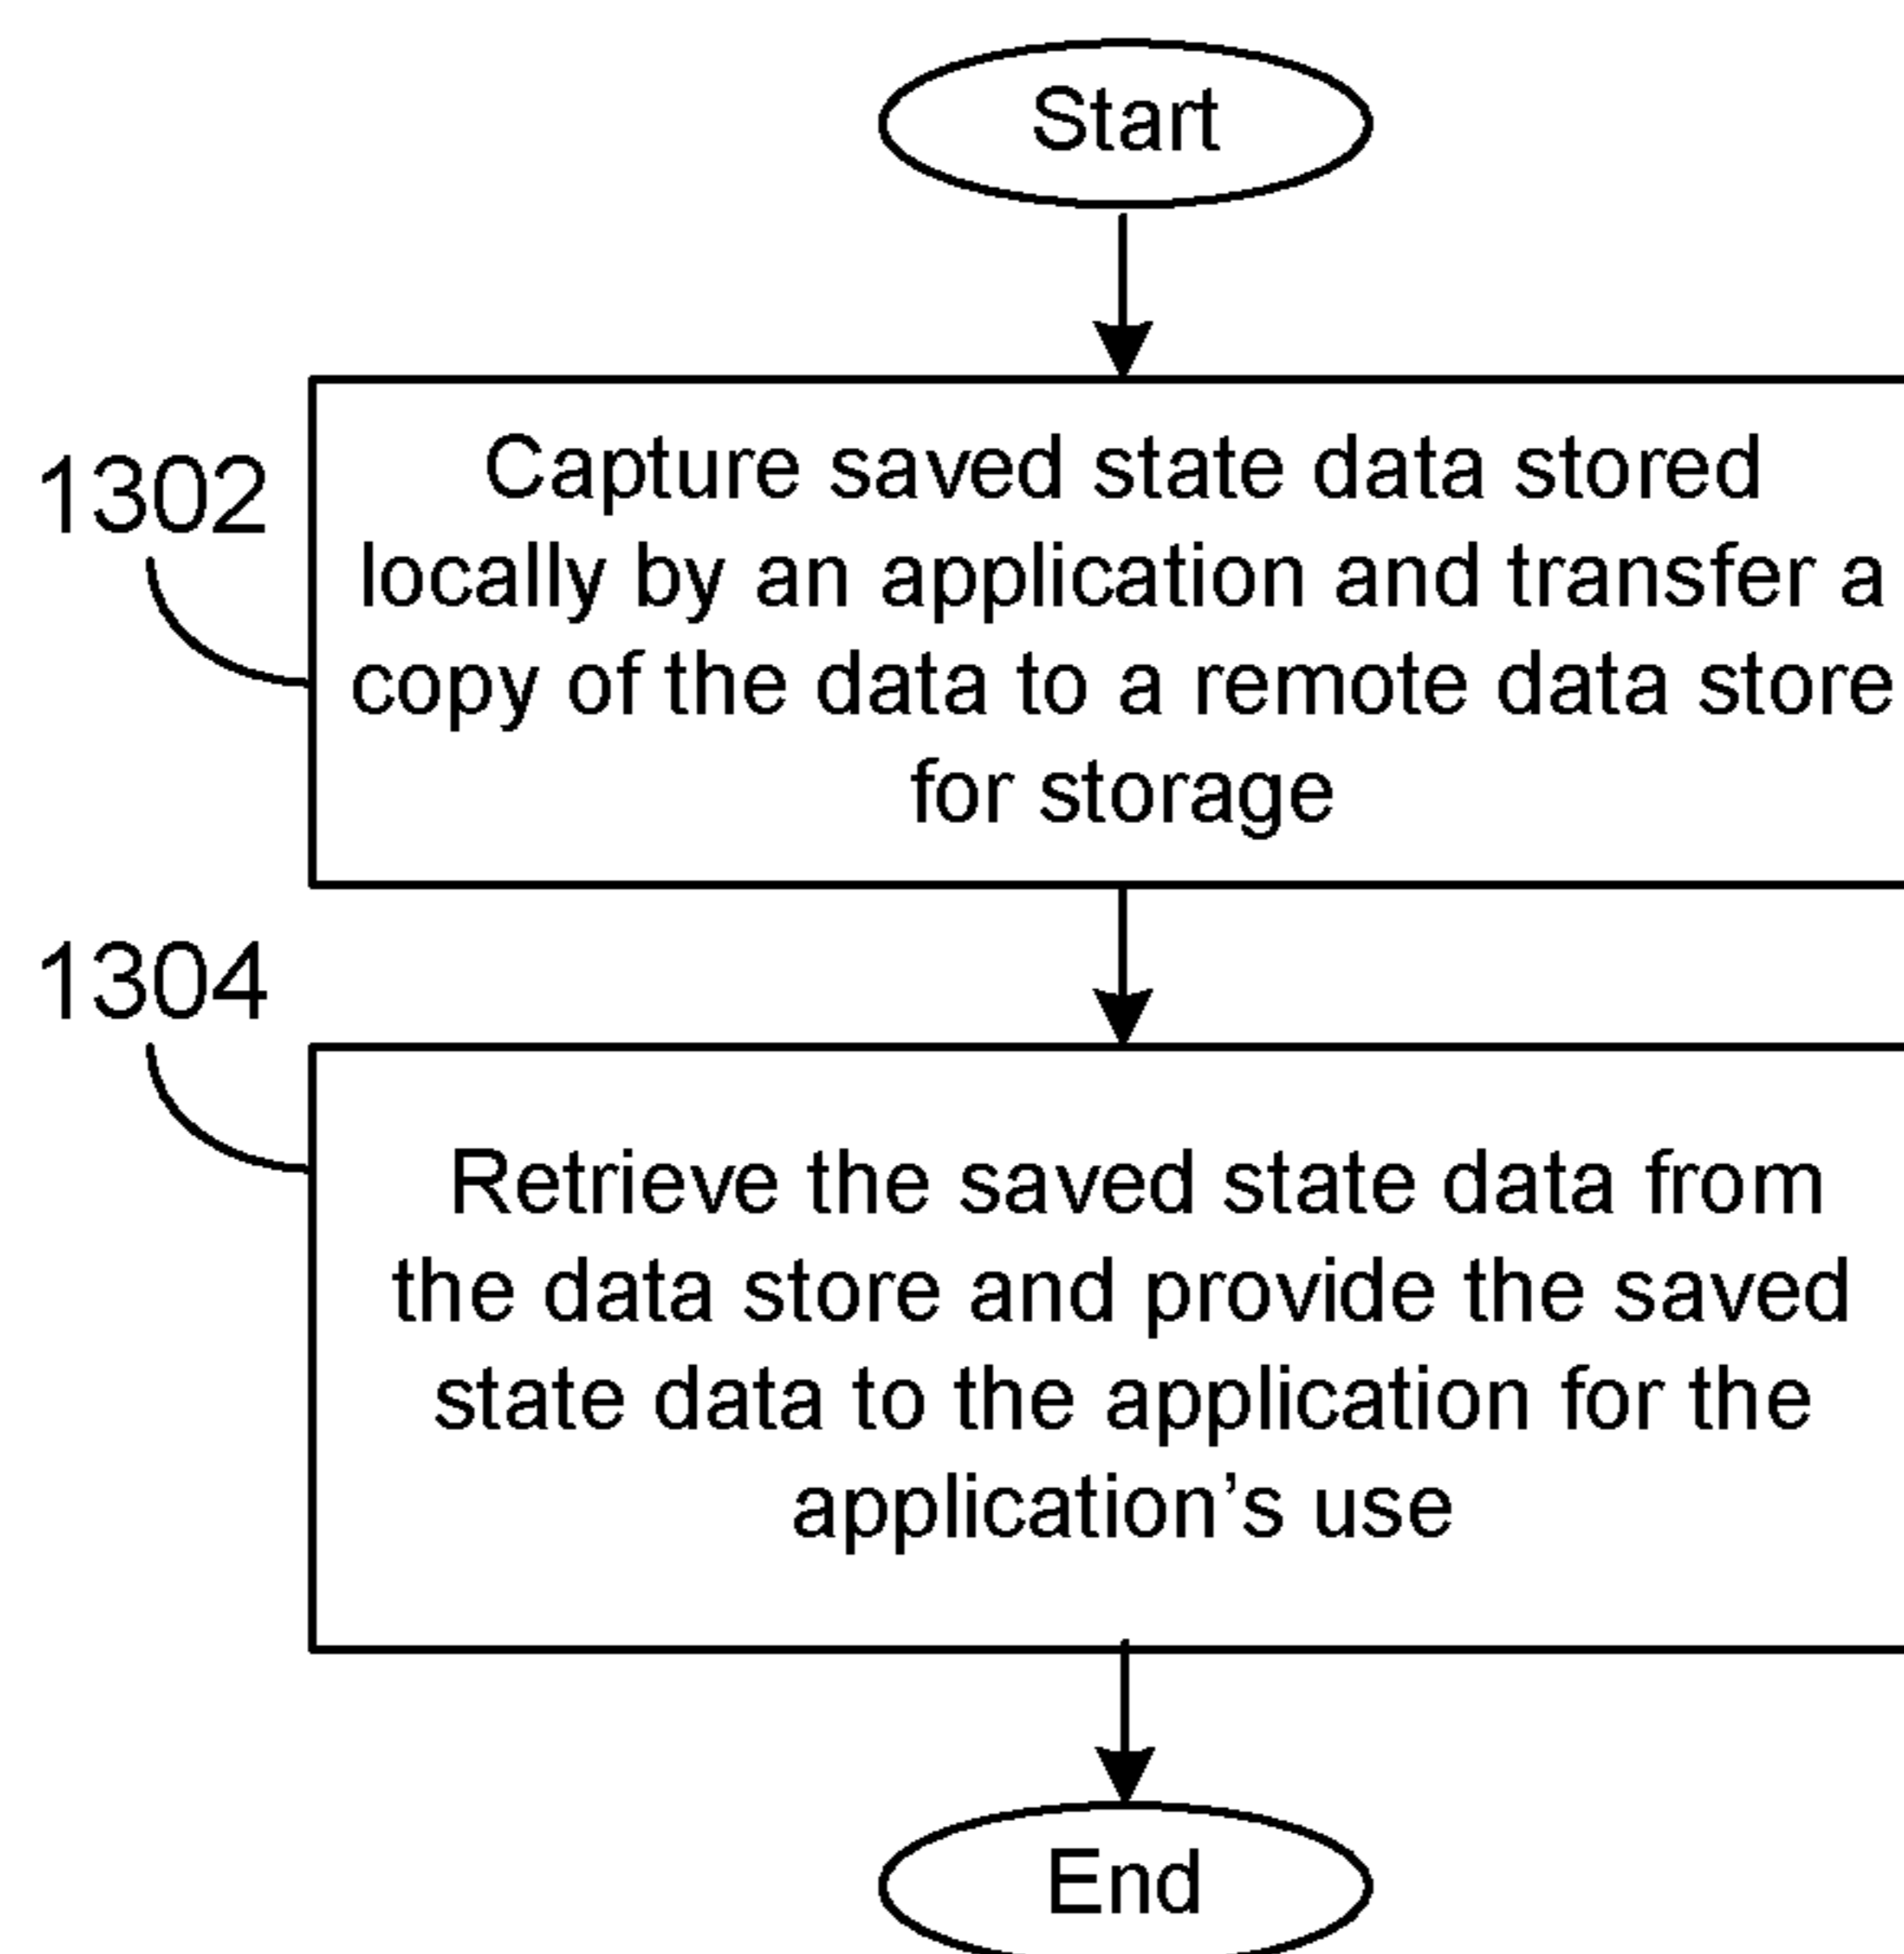 Start
1302
Capture saved state data stored
locally by an application and transfer a
copy of the data to a remote data store
for storage
1304
Retrieve the saved state data from
the data store and provide the saved
state data to the application for the
application’s use
End